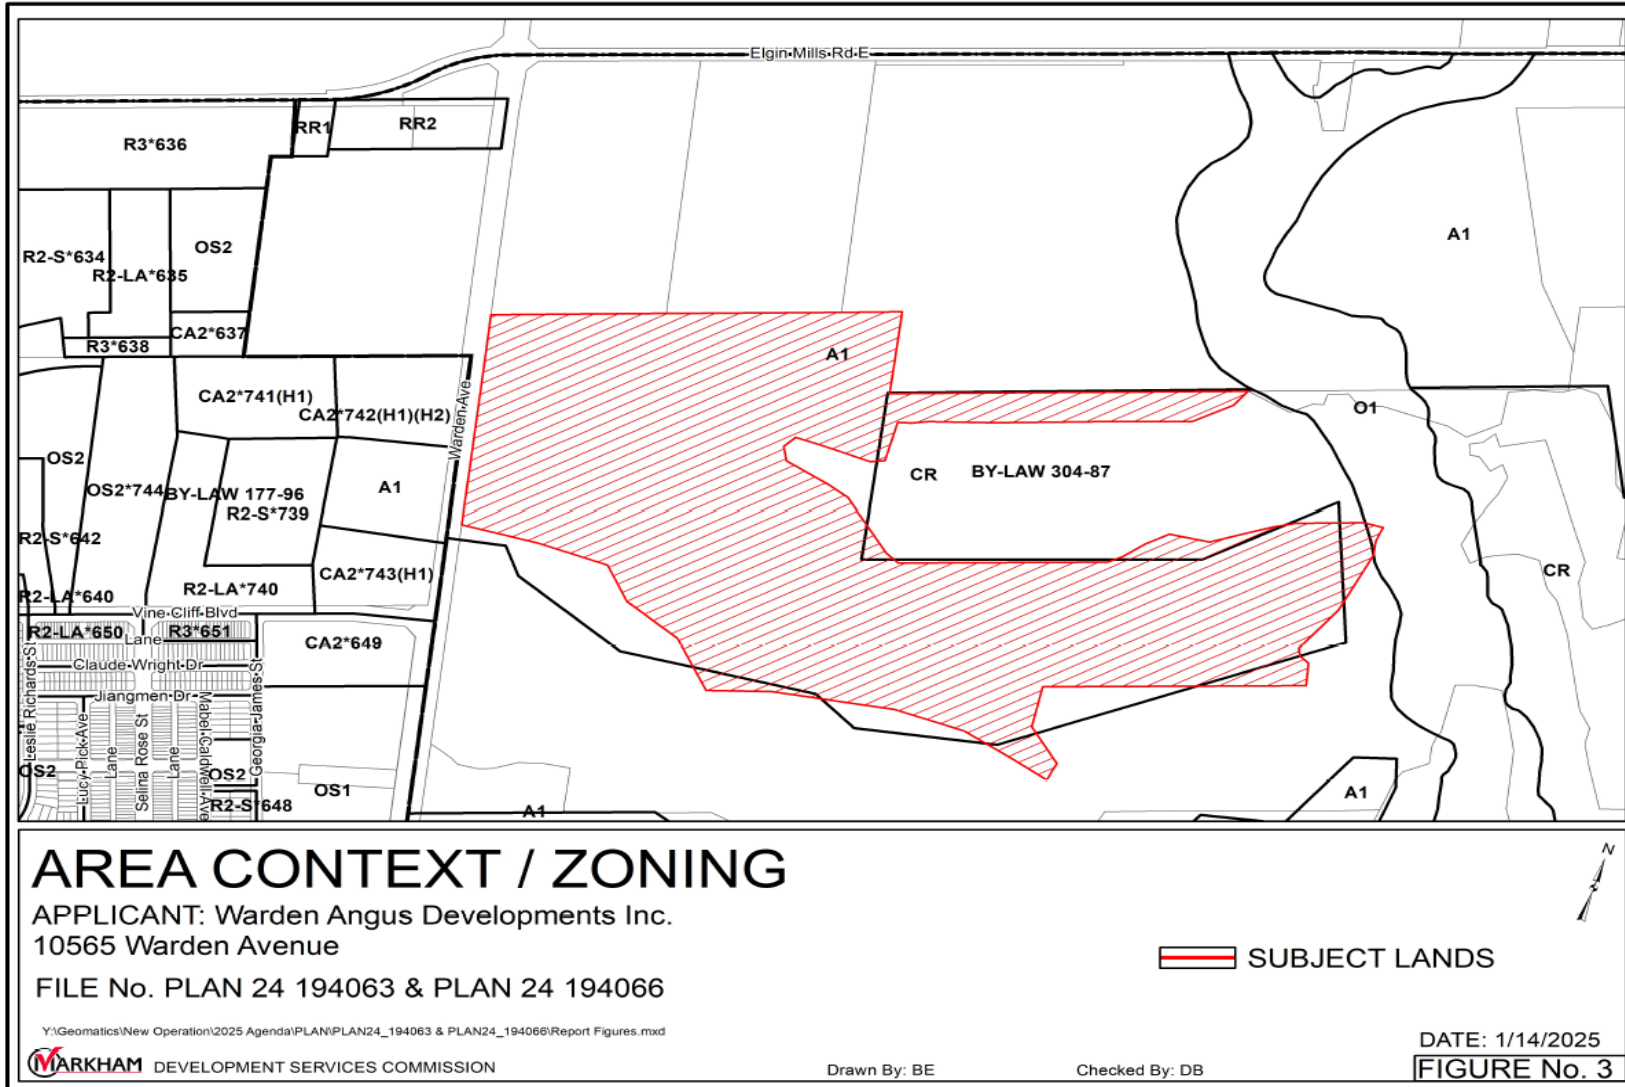 Elgin Mills Rd E
RR1
RR2
R3*636
A1
OS2
R2-S*634
R2-LA*635
CA2*637
R3*638
A1
Warden Ave
CA2*741(H1)
CA2*742(H1)(H2)
O1
OS2
CR
BY-LAW 304-87
A1
OS2*744
BY-LAW 177-96
R2-S*739
R2-S*642
CR
CA2*743(H1)
R2-LA*740
R2-LA*640
Vine Cliff Blvd
R2-LA*650
R3*651
Lane
CA2*649
Claude Wright Dr
Jiangmen Dr
Leslie Richards St
Lucy Pick Ave
Lane
Selina Rose St
Lane
Mabel Caldwell Ave
Georgia James St
OS2
OS2
OS1
R2-S*648
A1
A1
AREA CONTEXT / ZONING
APPLICANT: Warden Angus Developments Inc.
10565 Warden Avenue
FILE No. PLAN 24 194063 & PLAN 24 194066
N
SUBJECT LANDS
Y:\Geomatics\New Operation\2025 Agenda\PLAN\PLAN24_194063 & PLAN24_194066\Report Figures.mxd
MARKHAM DEVELOPMENT SERVICES COMMISSION
Drawn By: BE
Checked By: DB
DATE: 1/14/2025
FIGURE No. 3